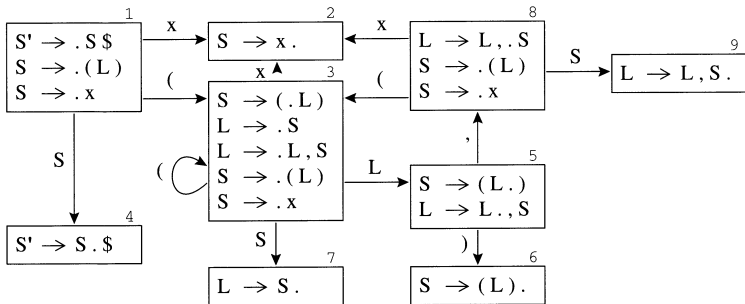 1
S' → . S $
S → . ( L )
S → . x
x
(
S
2
S → x .
x
3
S → ( . L )
L → . S
L → . L , S
S → . ( L )
S → . x
(
L
S
4
S' → S . $
7
L → S .
8
L → L , . S
S → . ( L )
S → . x
x
(
S
9
L → L , S .
,
5
S → ( L . )
L → L . , S
)
6
S → ( L ) .